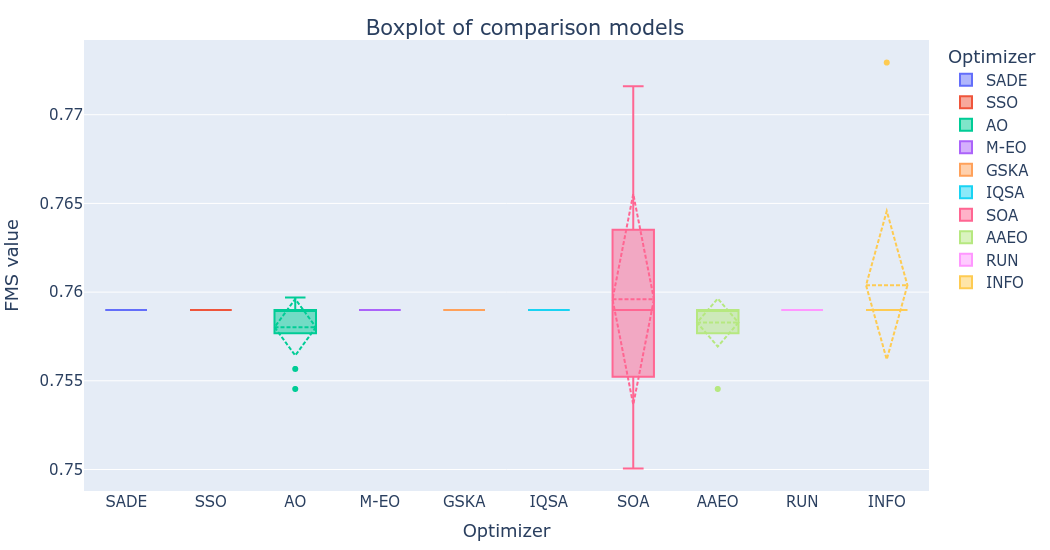 Boxplot of comparison models
FMS value
0.77
0.765
0.76
0.755
0.75
SADE SSO AO M-EO GSKA IQSA SOA AAEO RUN INFO
Optimizer
Optimizer
SADE
SSO
AO
M-EO
GSKA
IQSA
SOA
AAEO
RUN
INFO